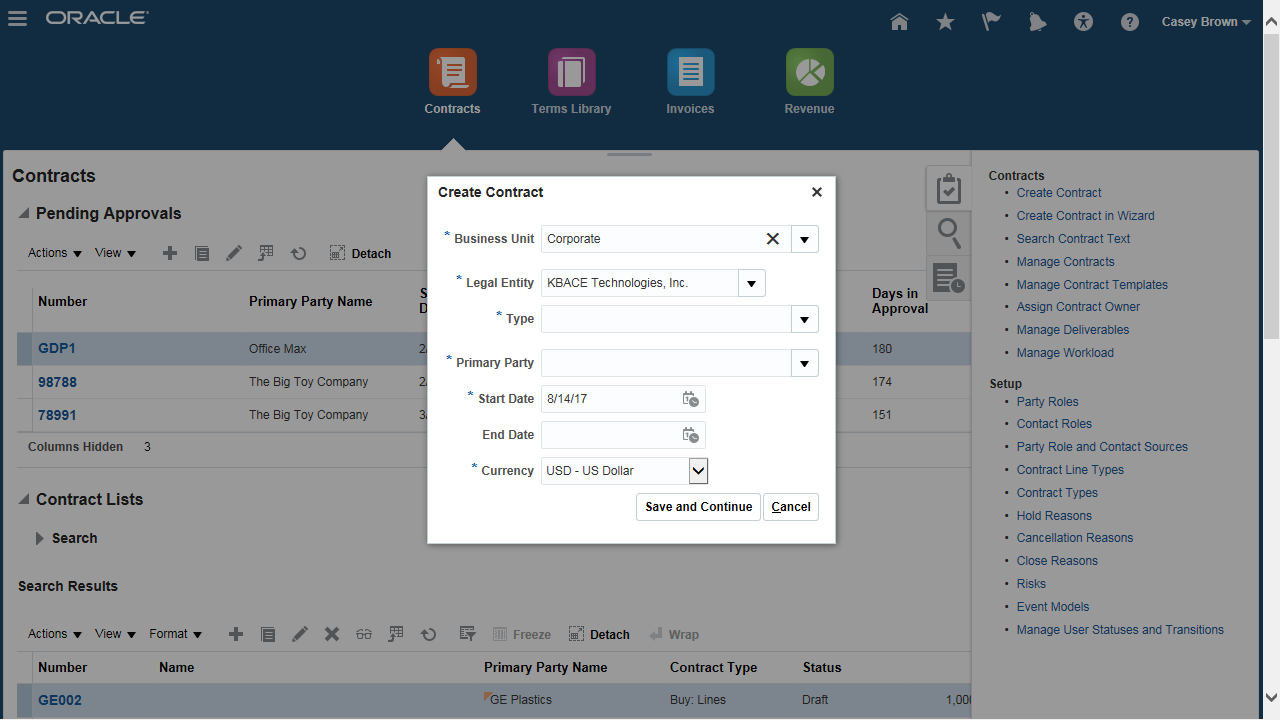 ORACLE®
Casey Brown
Contracts
Terms Library
Invoices
Revenue
Contracts
Pending Approvals
Actions View Detach
Number Primary Party Name Days in Approval
GDP1 Office Max 180
98788 The Big Toy Company 174
78991 The Big Toy Company 151
Columns Hidden 3
Contract Lists
Search
Search Results
Actions View Format Freeze Detach Wrap
Number Name Primary Party Name Contract Type Status
GE002 GE Plastics Buy: Lines Draft
Create Contract
* Business Unit Corporate
* Legal Entity KBACE Technologies, Inc.
* Type
* Primary Party
* Start Date 8/14/17
End Date
* Currency USD - US Dollar
Save and Continue Cancel
Contracts
• Create Contract
• Create Contract in Wizard
• Search Contract Text
• Manage Contracts
• Manage Contract Templates
• Assign Contract Owner
• Manage Deliverables
• Manage Workload
Setup
• Party Roles
• Contact Roles
• Party Role and Contact Sources
• Contract Line Types
• Contract Types
• Hold Reasons
• Cancellation Reasons
• Close Reasons
• Risks
• Event Models
• Manage User Statuses and Transitions